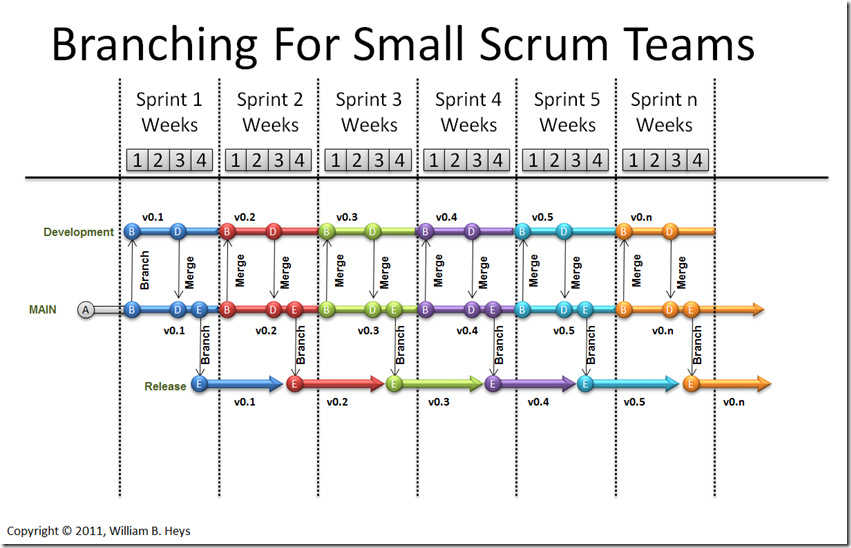 Branching For Small Scrum Teams
Sprint 1 Weeks
Sprint 2 Weeks
Sprint 3 Weeks
Sprint 4 Weeks
Sprint 5 Weeks
Sprint n Weeks
1 2 3 4
1 2 3 4
1 2 3 4
1 2 3 4
1 2 3 4
1 2 3 4
v0.1 v0.2 v0.3 v0.4 v0.5 v0.n
Development B D B D B D B D B D B D
Branch Merge Merge Merge Merge Merge Merge Merge Merge Merge Merge Merge
MAIN A B D E B D E B D E B D E B D E B D E
v0.1 v0.2 v0.3 v0.4 v0.5 v0.n
Branch Branch Branch Branch Branch Branch
Release E E E E E E
v0.1 v0.2 v0.3 v0.4 v0.5 v0.n
Copyright © 2011, William B. Heys